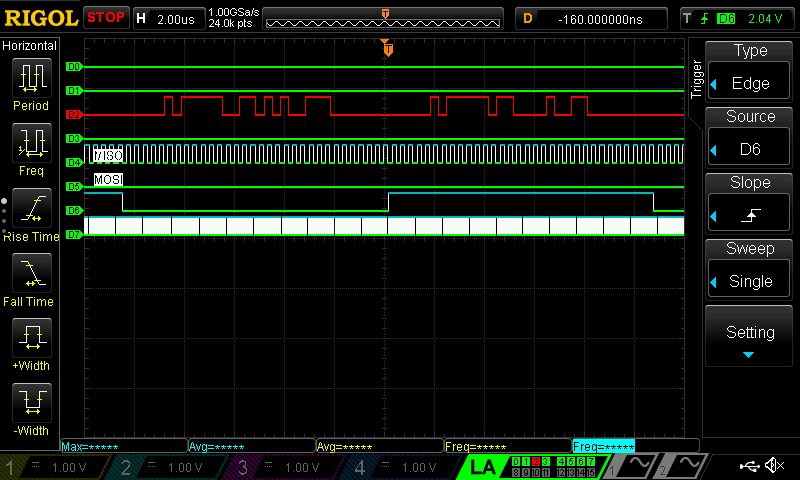 RIGOL STOP H 2.00us 1.00GSa/s 24.0k pts T D -160.000000ns T D6 2.04 V
Horizontal
Period
Freq
Rise Time
Fall Time
+Width
-Width
T
D0
D1
D2
D3
D4 MISO
D5 MOSI
D6
D7
Trigger
Type
Edge
Source
D6
Slope
Sweep
Single
Setting
Max=***** Avg=***** Avg=***** Freq=***** Freq=*****
1 = 1.00 V 2 = 1.00 V 3 = 1.00 V 4 = 1.00 V LA 0 1 2 3 4 5 6 7 1 2
8 9 10 11 12 13 14 15